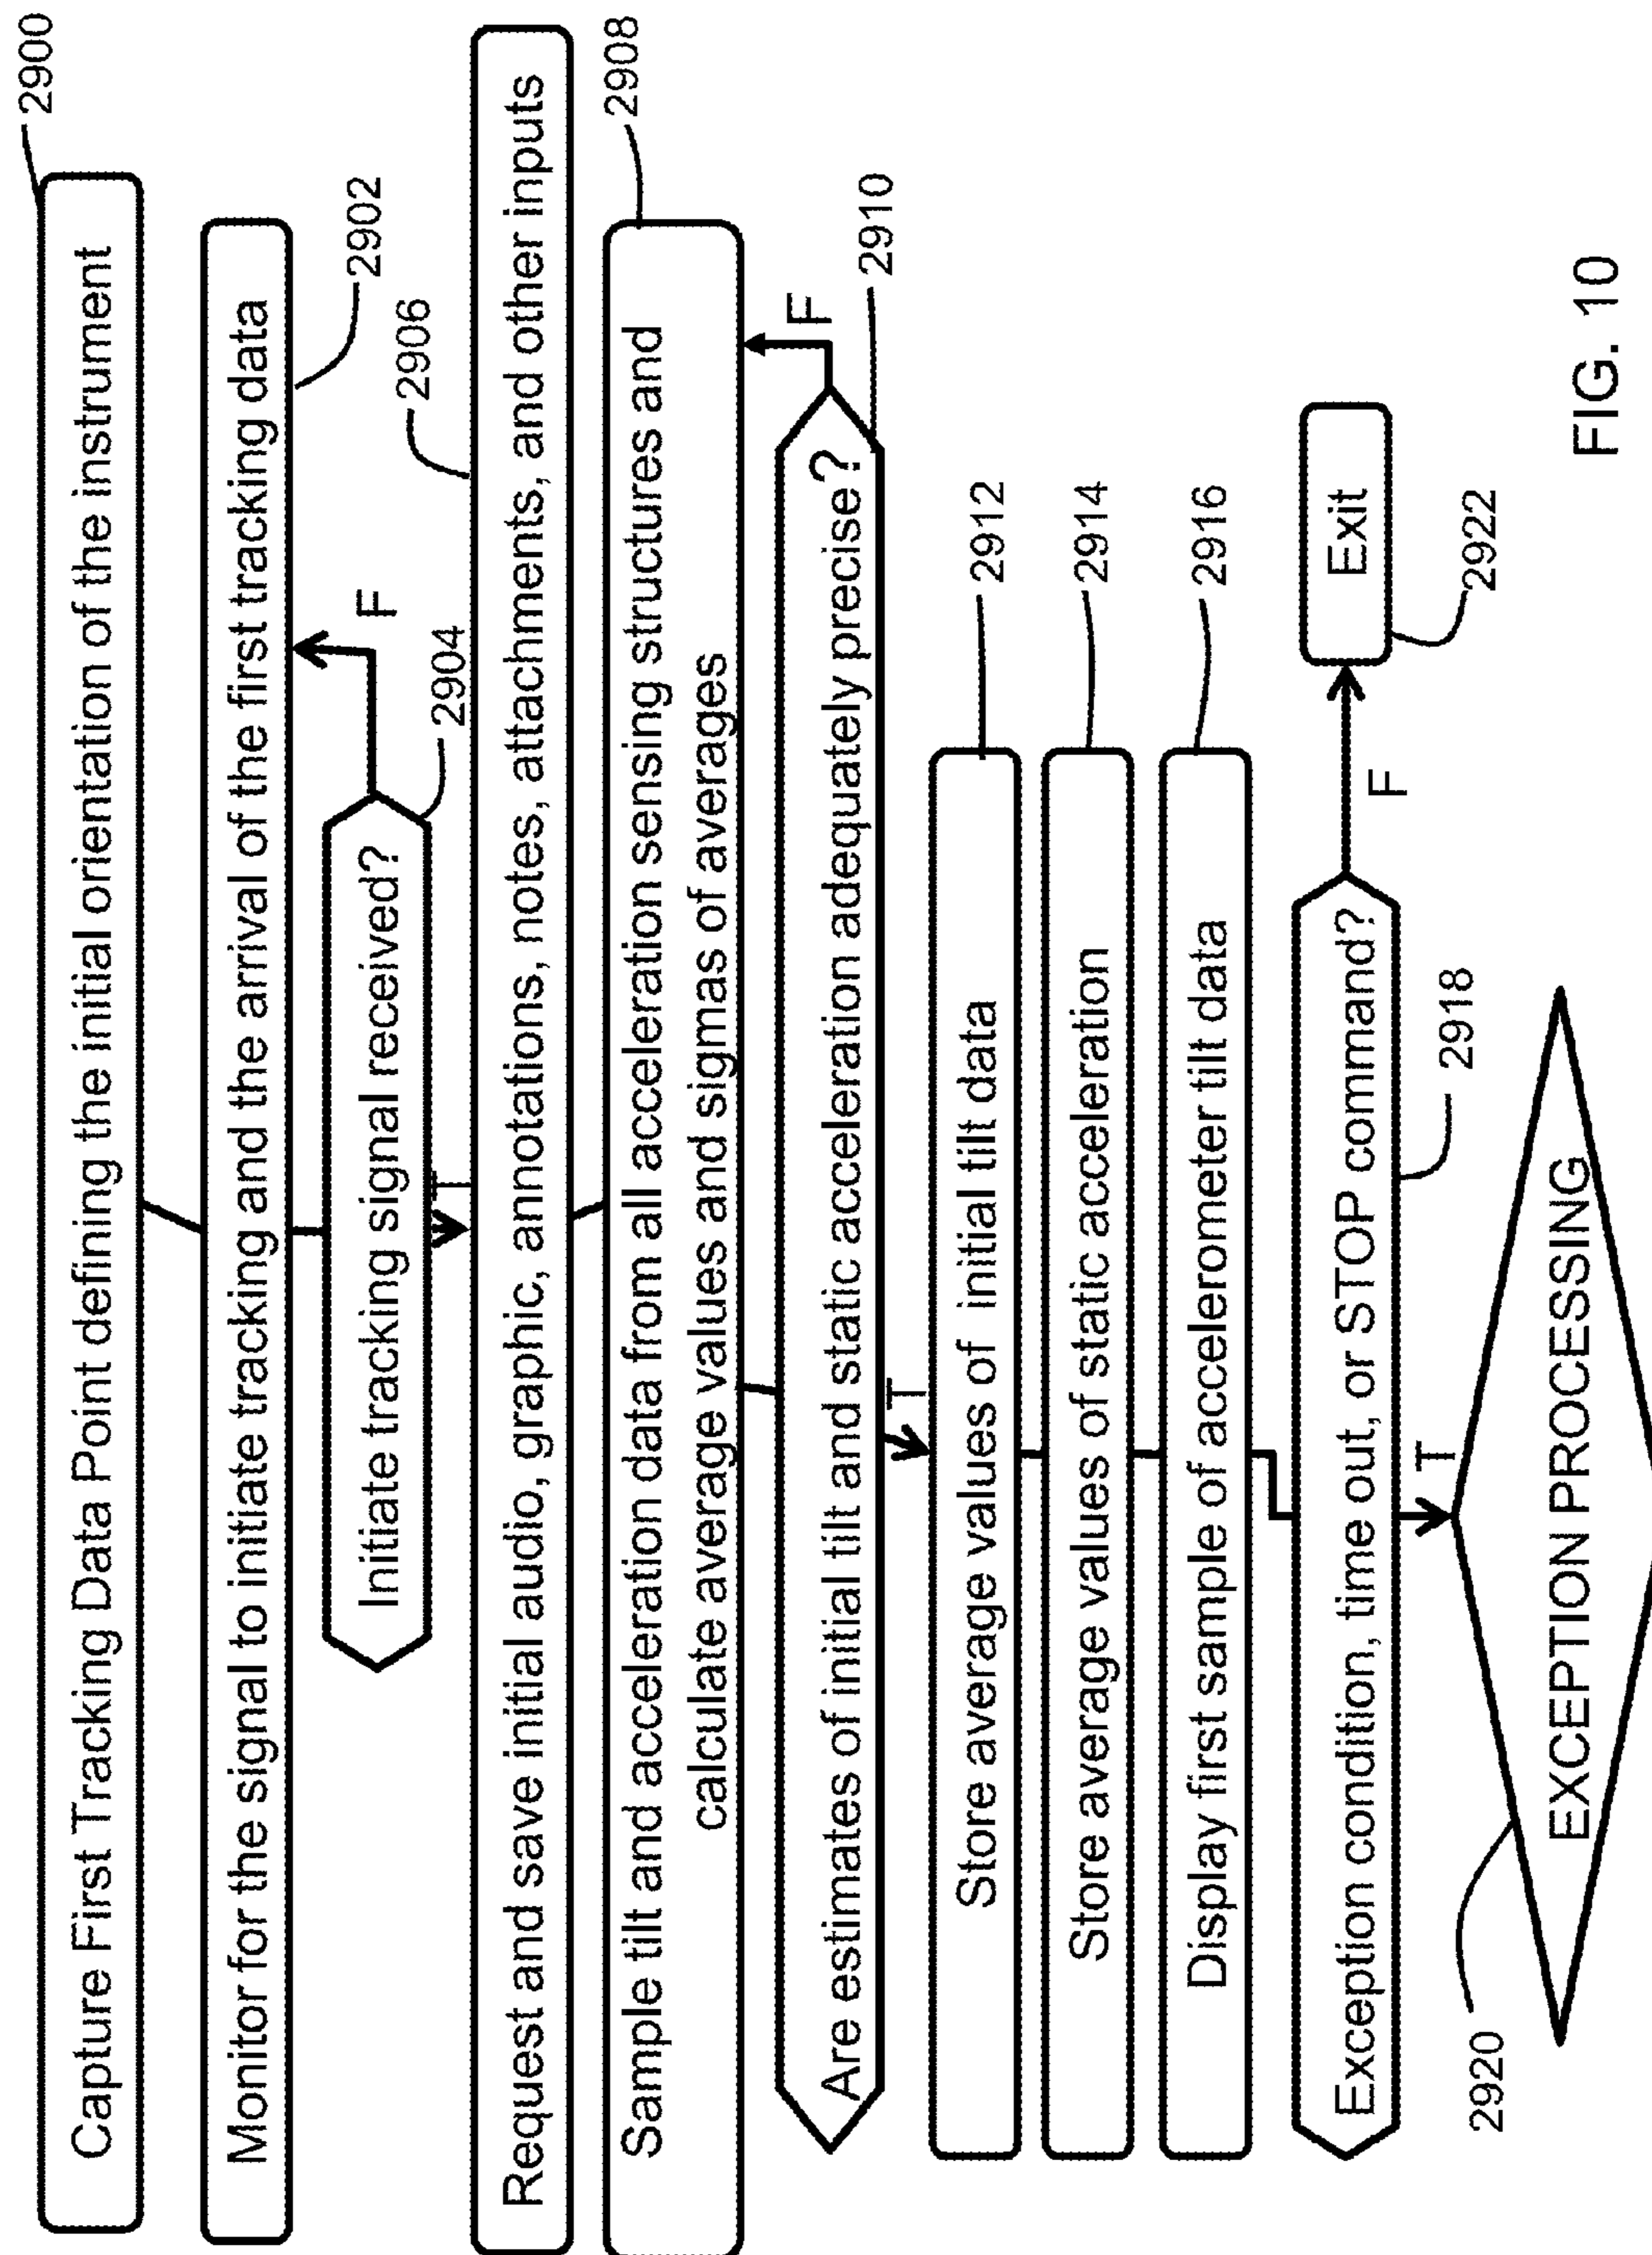 2900
Capture First Tracking Data Point defining the initial orientation of the instrument
Monitor for the signal to initiate tracking and the arrival of the first tracking data
2902
Initiate tracking signal received?
F
2904
T
2906
Request and save initial audio, graphic, annotations, notes, attachments, and other inputs
Sample tilt and acceleration data from all acceleration sensing structures and
calculate average values and sigmas of averages
2908
Are estimates of initial tilt and static acceleration adequately precise?
F
2910
T
Store average values of initial tilt data
2912
Store average values of static acceleration
2914
Display first sample of accelerometer tilt data
2916
Exception condition, time out, or STOP command?
F
Exit
2922
2918
T
2920
EXCEPTION PROCESSING
FIG. 10